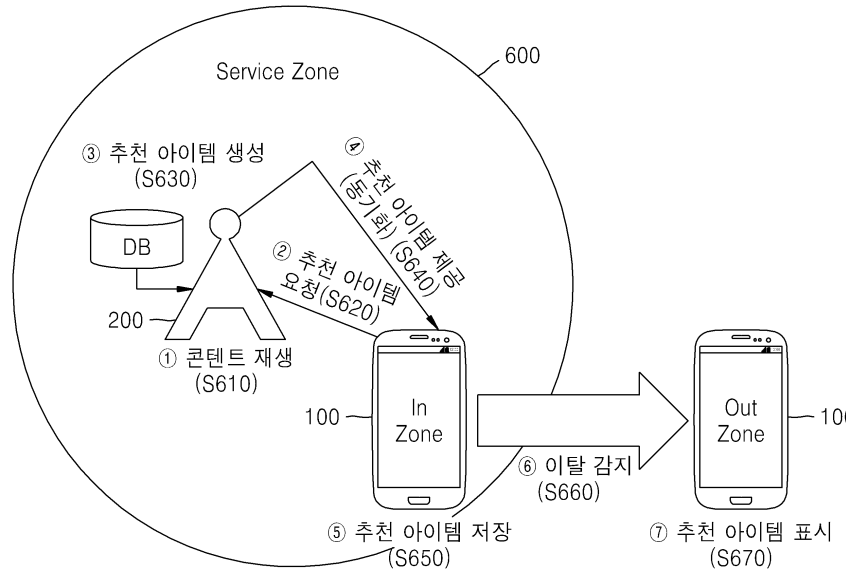 Service Zone
600
③ 추천 아이템 생성
(S630)
④ 추천 아이템 제공
(동기화) (S640)
DB
② 추천 아이템
요청(S620)
200
① 콘텐트 재생
(S610)
100
In
Zone
Out
Zone
10
⑥ 이탈 감지
(S660)
⑤ 추천 아이템 저장
(S650)
⑦ 추천 아이템 표시
(S670)